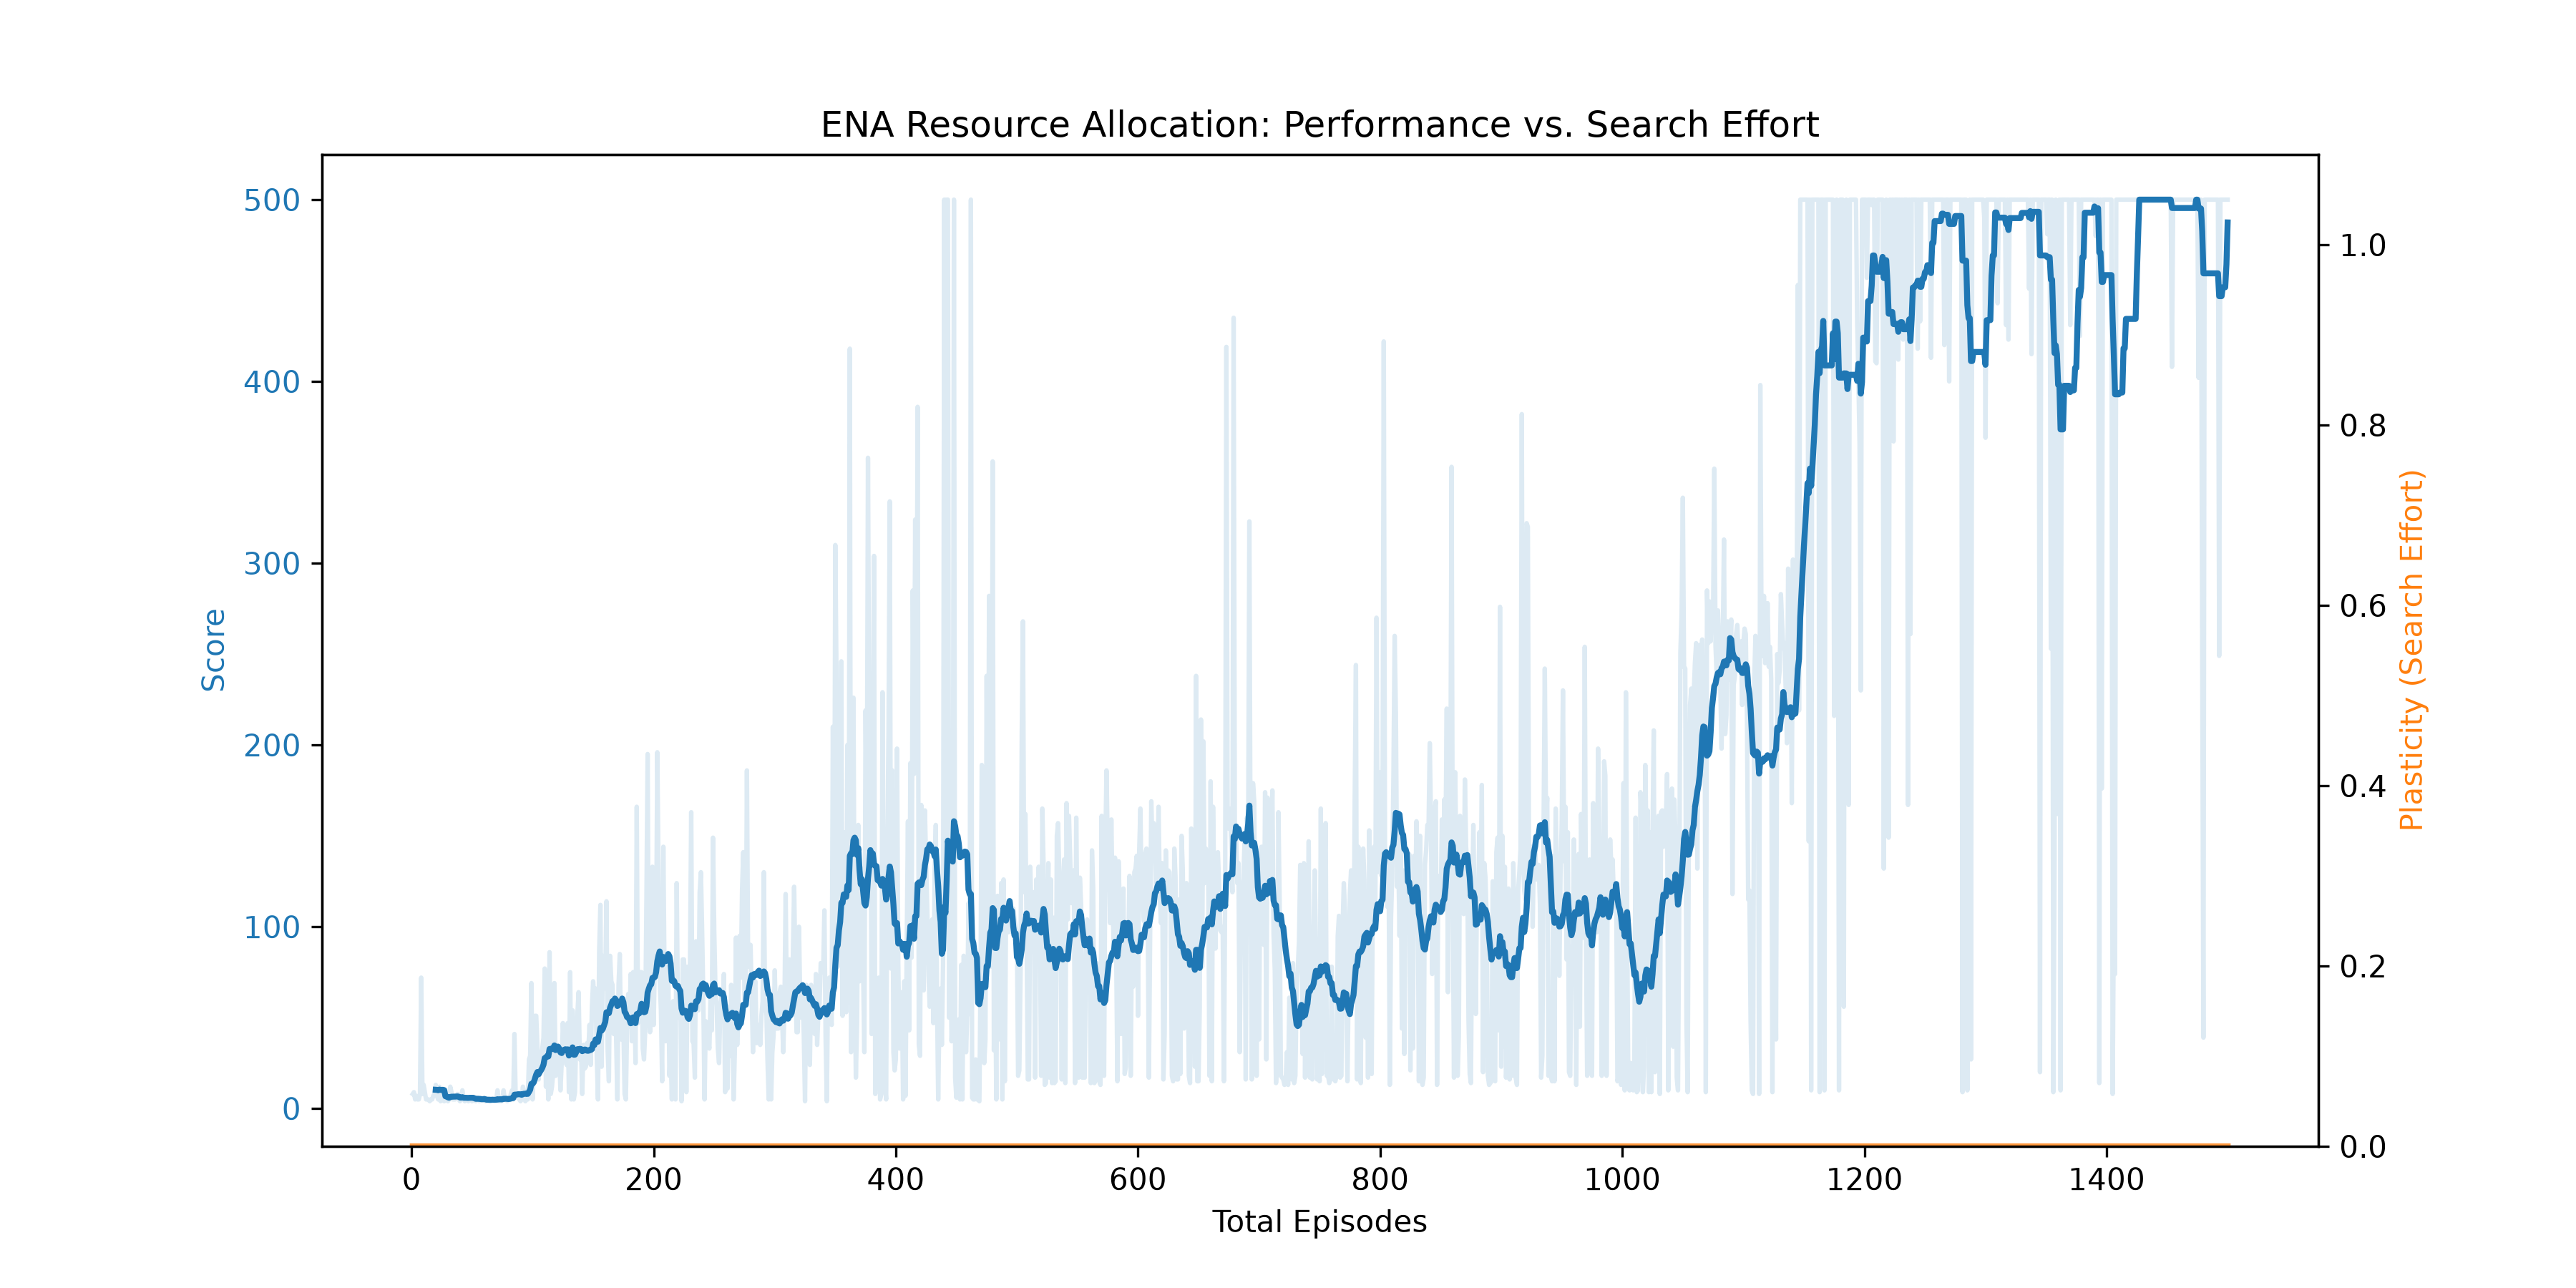 ENA Resource Allocation: Performance vs. Search Effort
500
400
300
200
100
0
Score
1.0
0.8
0.6
0.4
0.2
0.0
Plasticity (Search Effort)
0 200 400 600 800 1000 1200 1400
Total Episodes